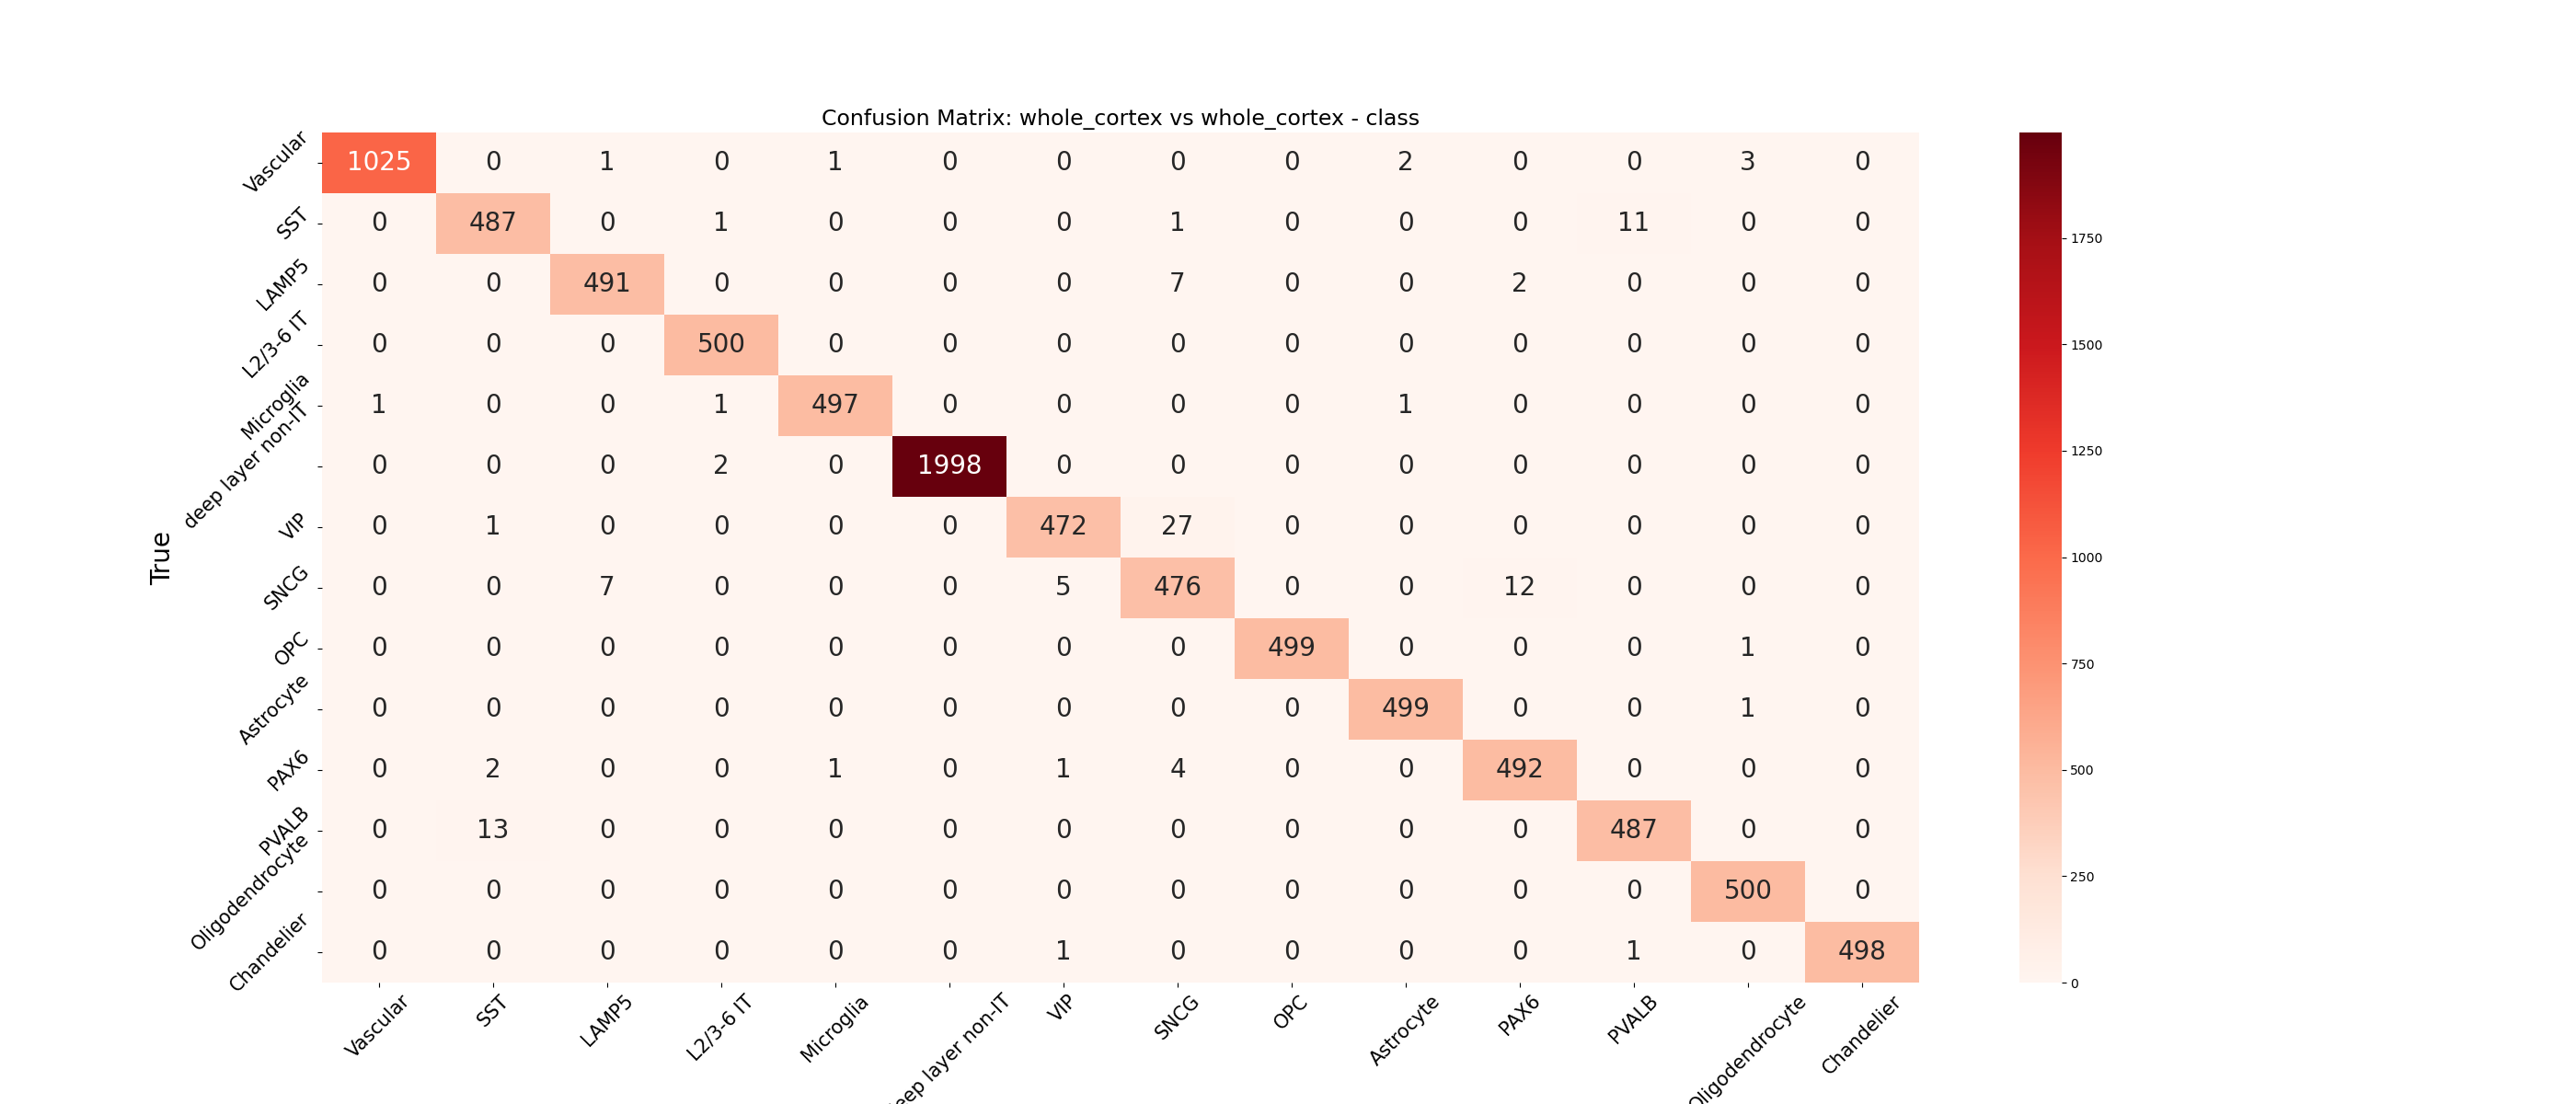 Confusion Matrix: whole_cortex vs whole_cortex - class
Vascular 1025 0 1 0 1 0 0 0 0 2 0 0 3 0
SST 0 487 0 1 0 0 0 1 0 0 0 11 0 0
1750
LAMP5 0 0 491 0 0 0 0 7 0 0 2 0 0 0
L2/3-6 IT 0 0 0 500 0 0 0 0 0 0 0 0 0 0
1500
Microglia 1 0 0 1 497 0 0 0 0 1 0 0 0 0
1250
deep layer non-IT 0 0 0 2 0 1998 0 0 0 0 0 0 0 0
VIP 0 1 0 0 0 0 472 27 0 0 0 0 0 0
1000
True
SNCG 0 0 7 0 0 0 5 476 0 0 12 0 0 0
OPC 0 0 0 0 0 0 0 0 499 0 0 0 1 0
750
Astrocyte 0 0 0 0 0 0 0 0 0 499 0 0 1 0
PAX6 0 2 0 0 1 0 1 4 0 0 492 0 0 0
500
PVALB 0 13 0 0 0 0 0 0 0 0 0 487 0 0
250
Oligodendrocyte 0 0 0 0 0 0 0 0 0 0 0 0 500 0
Chandelier 0 0 0 0 0 0 1 0 0 0 0 1 0 498
0
Vascular SST LAMP5 L2/3-6 IT Microglia eep layer non-IT VIP SNCG OPC Astrocyte PAX6 PVALB Oligodendrocyte Chandelier